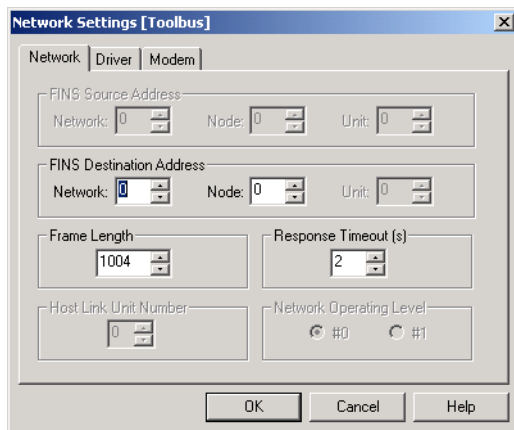 Network Settings [Toolbus]
Network Driver Modem
FINS Source Address
Network: 0 Node: 0 Unit: 0
FINS Destination Address
Network: 0 Node: 0 Unit: 0
Frame Length Response Timeout (s)
1004 2
Host Link Unit Number Network Operating Level
0 #0 #1
OK Cancel Help